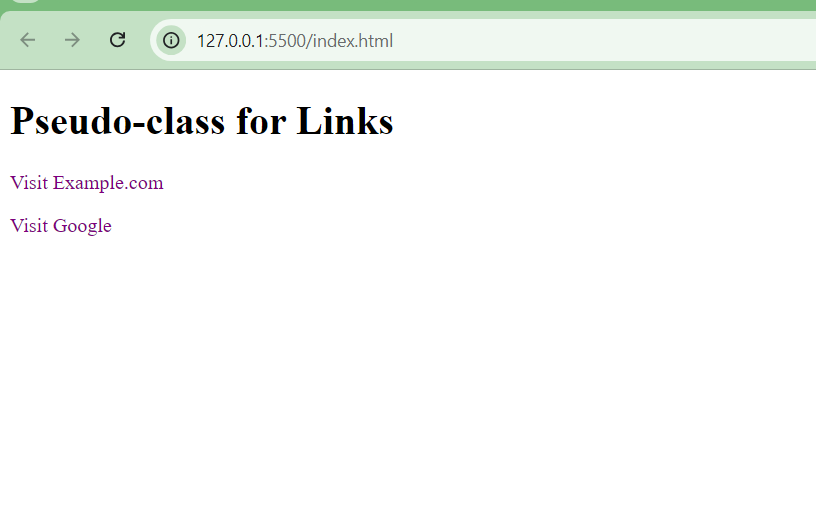 127.0.0.1:5500/index.html
Pseudo-class for Links
Visit Example.com
Visit Google